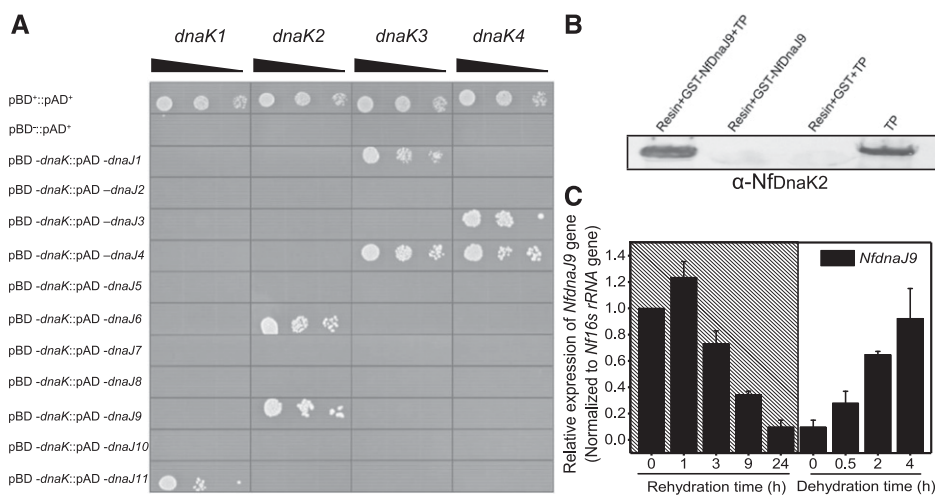 A
dnaK1 dnaK2 dnaK3 dnaK4
pBD+::pAD+
pBD-::pAD+
pBD -dnaK::pAD -dnaJ1
pBD -dnaK::pAD –dnaJ2
pBD -dnaK::pAD –dnaJ3
pBD -dnaK::pAD –dnaJ4
pBD -dnaK::pAD -dnaJ5
pBD -dnaK::pAD -dnaJ6
pBD -dnaK::pAD -dnaJ7
pBD -dnaK::pAD -dnaJ8
pBD -dnaK::pAD -dnaJ9
pBD -dnaK::pAD -dnaJ10
pBD -dnaK::pAD -dnaJ11
B
Resin+GST-NfDnaJ9+TP
Resin+GST-NfDnaJ9
Resin+GST+TP
TP
α-NfDnaK2
C
Relative expression of NfdnaJ9 gene
(Normalized to Nf16s rRNA gene)
1.4
1.2
1.0
0.8
0.6
0.4
0.2
0.0
NfdnaJ9
0 1 3 9 24 0 0.5 2 4
Rehydration time (h) Dehydration time (h)